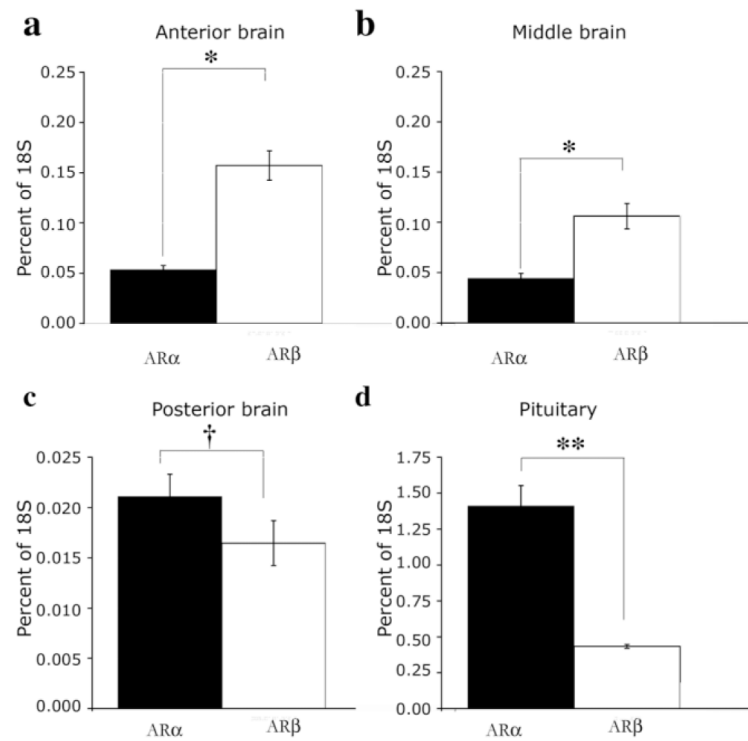 a
Anterior brain
*
Percent of 18S
0.25
0.20
0.15
0.10
0.05
0.00
ARα
ARβ
b
Middle brain
*
Percent of 18S
0.25
0.20
0.15
0.10
0.05
0.00
ARα
ARβ
c
Posterior brain
†
Percent of 18S
0.025
0.020
0.015
0.010
0.005
0.000
ARα
ARβ
d
Pituitary
**
Percent of 18S
1.75
1.50
1.25
1.00
0.75
0.50
0.25
0.00
ARα
ARβ